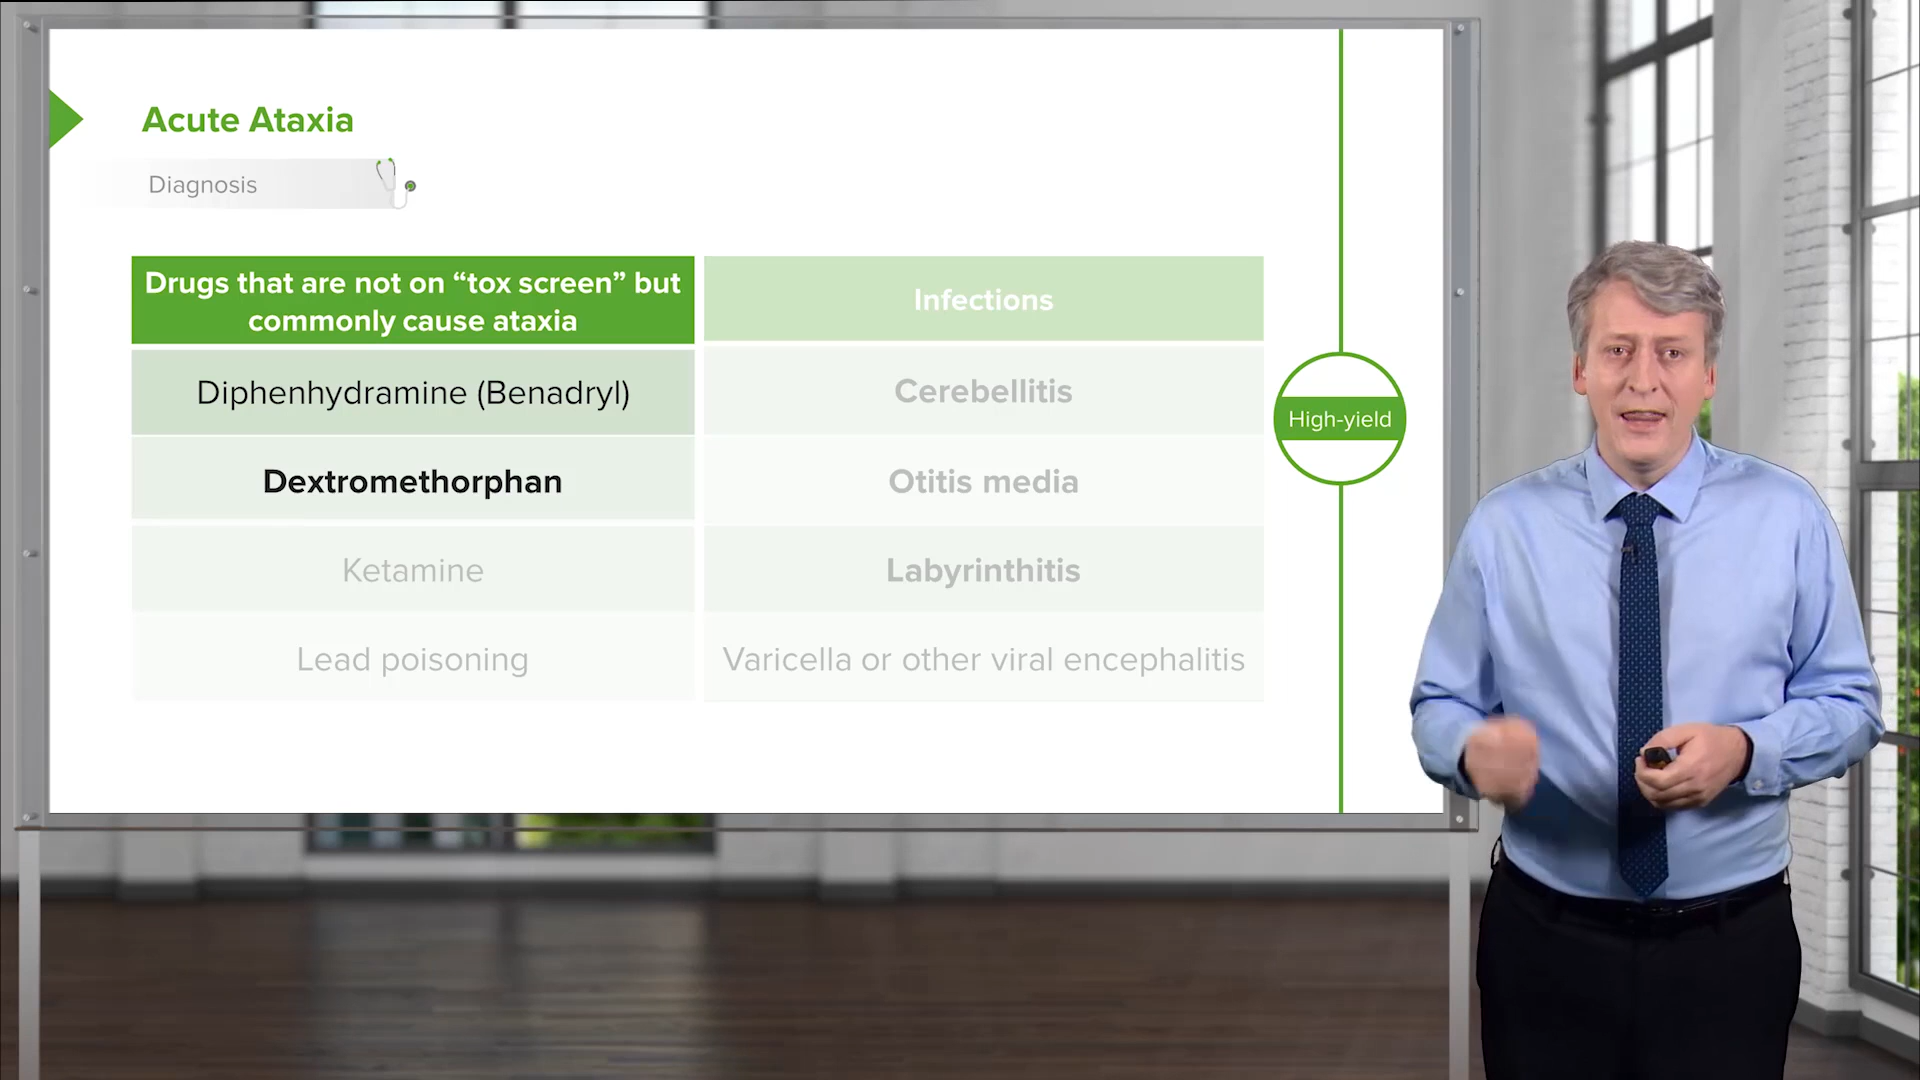 Acute Ataxia
Diagnosis
Drugs that are not on “tox screen” but
commonly cause ataxia
Infections
Diphenhydramine (Benadryl)
Cerebellitis
Dextromethorphan
Otitis media
Ketamine
Labyrinthitis
Lead poisoning
Varicella or other viral encephalitis
High-yield